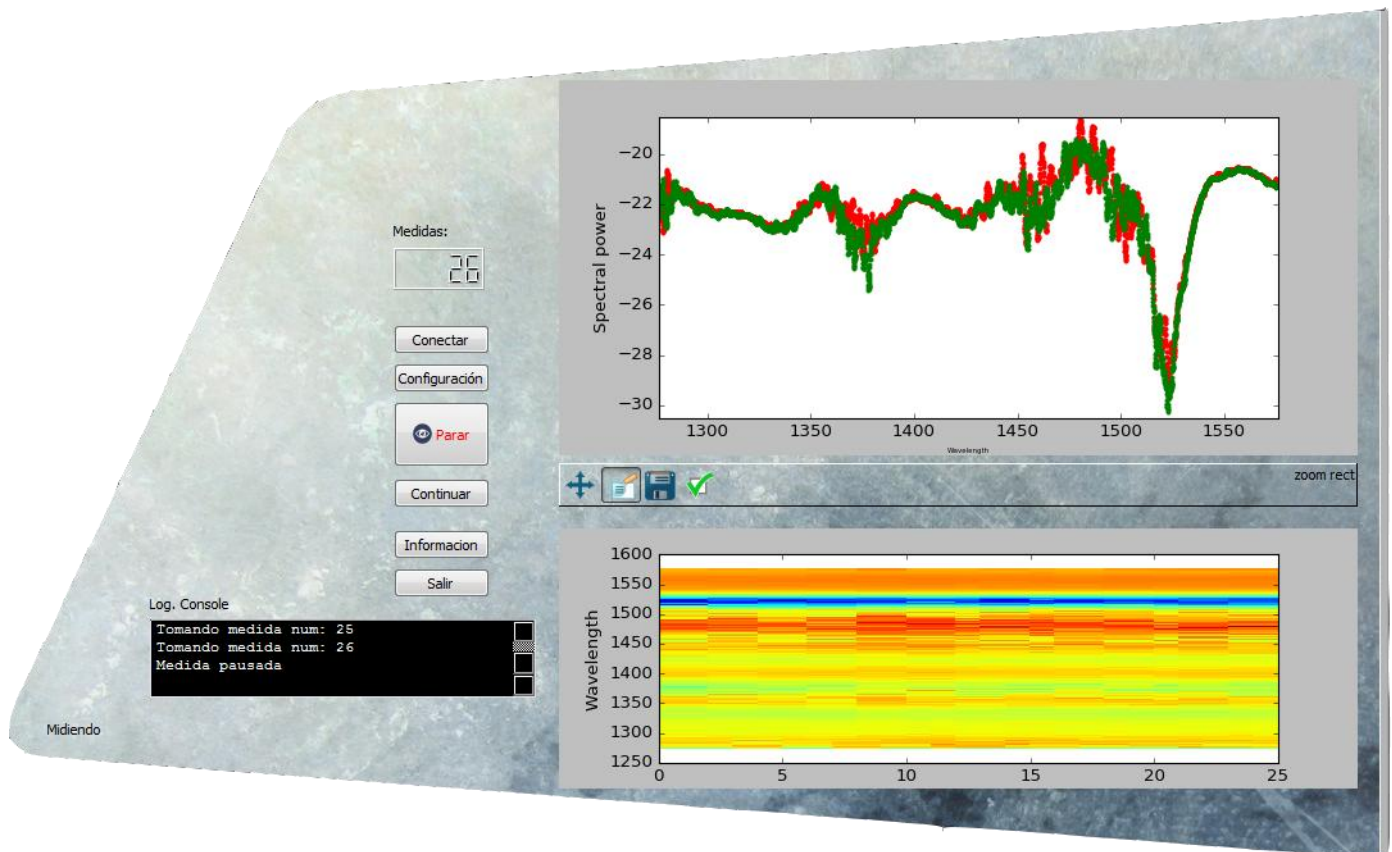 Medidas:
26
Conectar
Configuración
Parar
Continuar
Informacion
Salir
Log. Console
Tomando medida num: 25
Tomando medida num: 26
Medida pausada
Midiendo
Spectral power
−20
−22
−24
−26
−28
−30
1300 1350 1400 1450 1500 1550
Wavelength
zoom rect
Wavelength
1600
1550
1500
1450
1400
1350
1300
1250
0 5 10 15 20 25